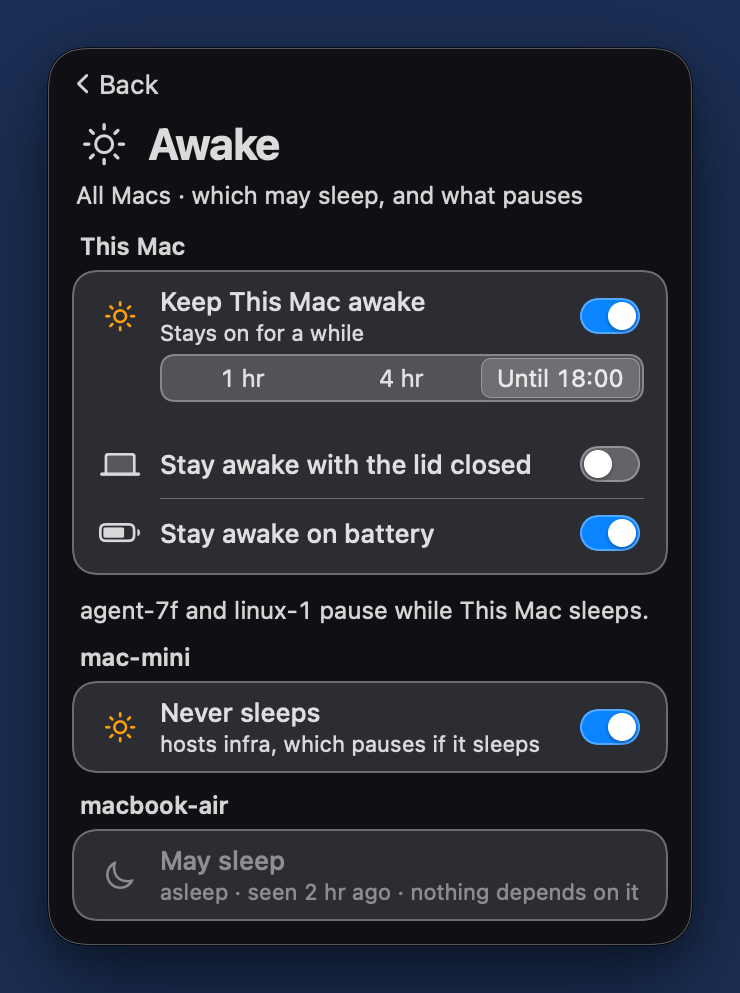 Back
Awake
All Macs · which may sleep, and what pauses
This Mac
Keep This Mac awake
Stays on for a while
1 hr 4 hr Until 18:00
Stay awake with the lid closed
Stay awake on battery
agent-7f and linux-1 pause while This Mac sleeps.
mac-mini
Never sleeps
hosts infra, which pauses if it sleeps
macbook-air
May sleep
asleep · seen 2 hr ago · nothing depends on it